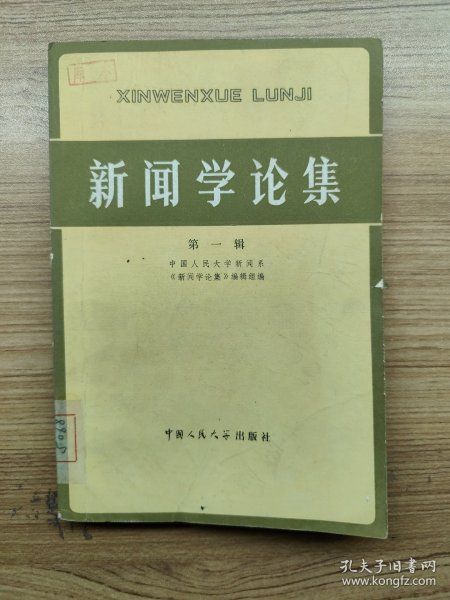 XINWENXUE LUNJI
新闻学论集
第一辑
中国人民大学新闻系
《新闻学论集》编辑组编
中国人民大学出版社
8905
孔夫子旧书网
www.kongfz.com